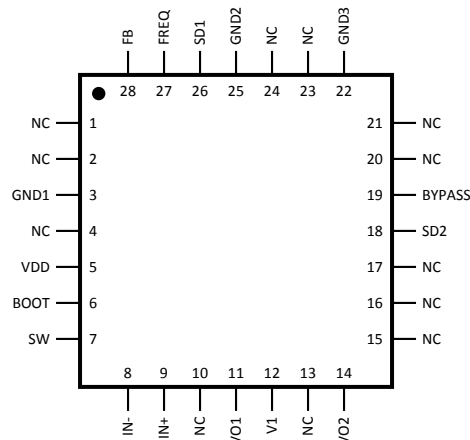 FB FREQ SD1 GND2 NC NC GND3
28 27 26 25 24 23 22
NC 1 21 NC
NC 2 20 NC
GND1 3 19 BYPASS
NC 4 18 SD2
VDD 5 17 NC
BOOT 6 16 NC
SW 7 15 NC
8 9 10 11 12 13 14
IN- IN+ NC VO1 V1 NC VO2